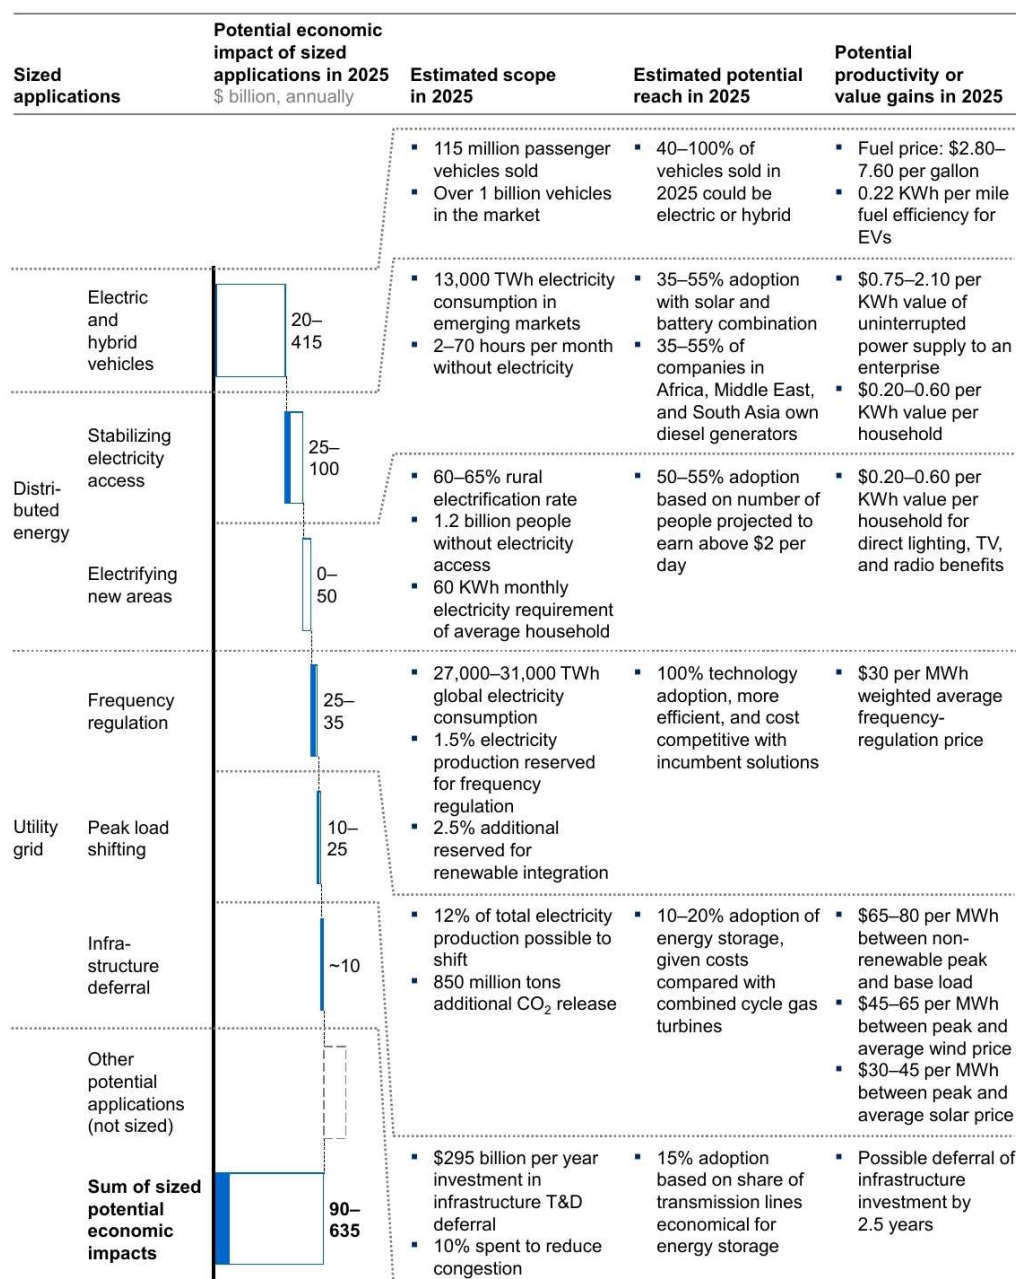 Sized
applications
Potential economic
impact of sized
applications in 2025
$ billion, annually
Estimated scope
in 2025
Estimated potential
reach in 2025
Potential
productivity or
value gains in 2025
Electric
and
hybrid
vehicles
20–
415
▪ 115 million passenger
vehicles sold
▪ Over 1 billion vehicles
in the market
▪ 40–100% of
vehicles sold in
2025 could be
electric or hybrid
▪ Fuel price: $2.80–
7.60 per gallon
▪ 0.22 KWh per mile
fuel efficiency for
EVs
Distri-
buted
energy
Stabilizing
electricity
access
25–
100
▪ 13,000 TWh electricity
consumption in
emerging markets
▪ 2–70 hours per month
without electricity
▪ 35–55% adoption
with solar and
battery combination
▪ 35–55% of
companies in
Africa, Middle East,
and South Asia own
diesel generators
▪ $0.75–2.10 per
KWh value of
uninterrupted
power supply to an
enterprise
▪ $0.20–0.60 per
KWh value per
household
Electrifying
new areas
0–
50
▪ 60–65% rural
electrification rate
▪ 1.2 billion people
without electricity
access
▪ 60 KWh monthly
electricity requirement
of average household
▪ 50–55% adoption
based on number of
people projected to
earn above $2 per
day
▪ $0.20–0.60 per
KWh value per
household for
direct lighting, TV,
and radio benefits
Utility
grid
Frequency
regulation
25–
35
▪ 27,000–31,000 TWh
global electricity
consumption
▪ 1.5% electricity
production reserved
for frequency
regulation
▪ 2.5% additional
reserved for
renewable integration
▪ 100% technology
adoption, more
efficient, and cost
competitive with
incumbent solutions
▪ $30 per MWh
weighted average
frequency-
regulation price
Peak load
shifting
10–
25
▪ 12% of total electricity
production possible to
shift
▪ 850 million tons
additional CO₂ release
▪ 10–20% adoption of
energy storage,
given costs
compared with
combined cycle gas
turbines
▪ $65–80 per MWh
between non-
renewable peak
and base load
▪ $45–65 per MWh
between peak and
average wind price
▪ $30–45 per MWh
between peak and
average solar price
Infra-
structure
deferral
~10
▪ $295 billion per year
investment in
infrastructure T&D
deferral
▪ 10% spent to reduce
congestion
▪ 15% adoption
based on share of
transmission lines
economical for
energy storage
▪ Possible deferral of
infrastructure
investment by
2.5 years
Other
potential
applications
(not sized)
Sum of sized
potential
economic
impacts
90–
635